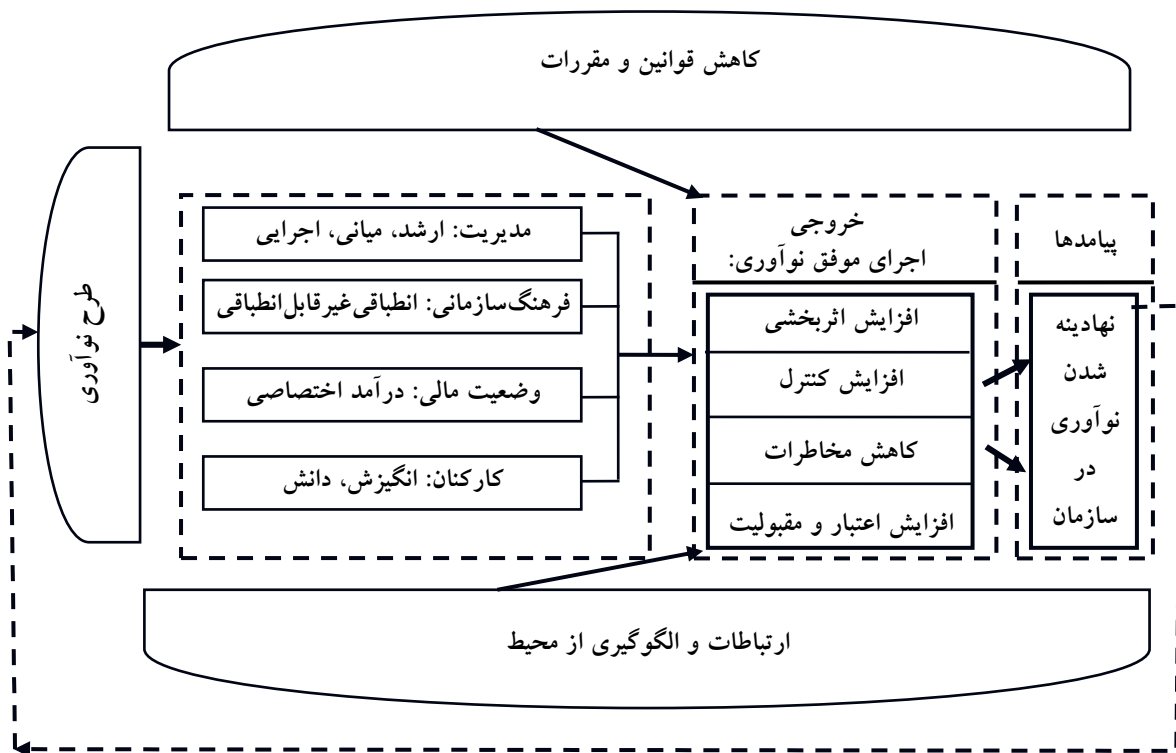 کاهش قوانین و مقررات
طرح نوآوری
مدیریت: ارشد، میانی، اجرایی
فرهنگ‌سازمانی: انطباقی‌غیرقابل‌انطباقی
وضعیت مالی: درآمد اختصاصی
کارکنان: انگیزش، دانش
خروجی
اجرای موفق نوآوری:
افزایش اثربخشی
افزایش کنترل
کاهش مخاطرات
افزایش اعتبار و مقبولیت
پیامدها
نهادینه
شدن
نوآوری
در
سازمان
ارتباطات و الگوگیری از محیط